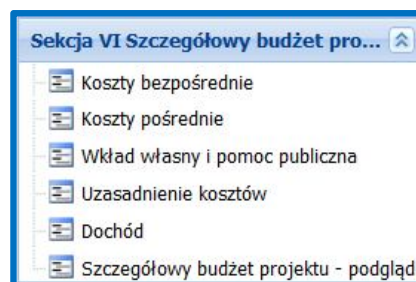 Sekcja VI Szczegółowy budżet pro...
Koszty bezpośrednie
Koszty pośrednie
Wkład własny i pomoc publiczna
Uzasadnienie kosztów
Dochód
Szczegółowy budżet projektu - podgląd